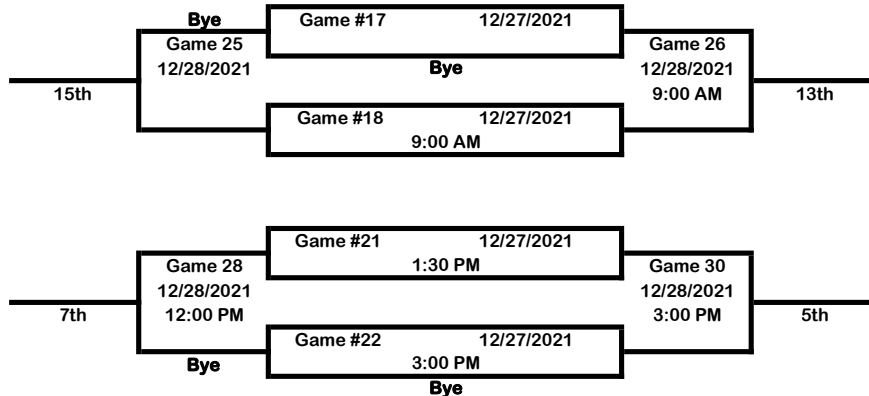 Bye
Game #17 12/27/2021
Game 25
12/28/2021
Bye
Game 26
12/28/2021
9:00 AM
15th
13th
Game #18 12/27/2021
9:00 AM
Game #21 12/27/2021
1:30 PM
Game 28
12/28/2021
12:00 PM
Game 30
12/28/2021
3:00 PM
7th
5th
Game #22 12/27/2021
3:00 PM
Bye
Bye